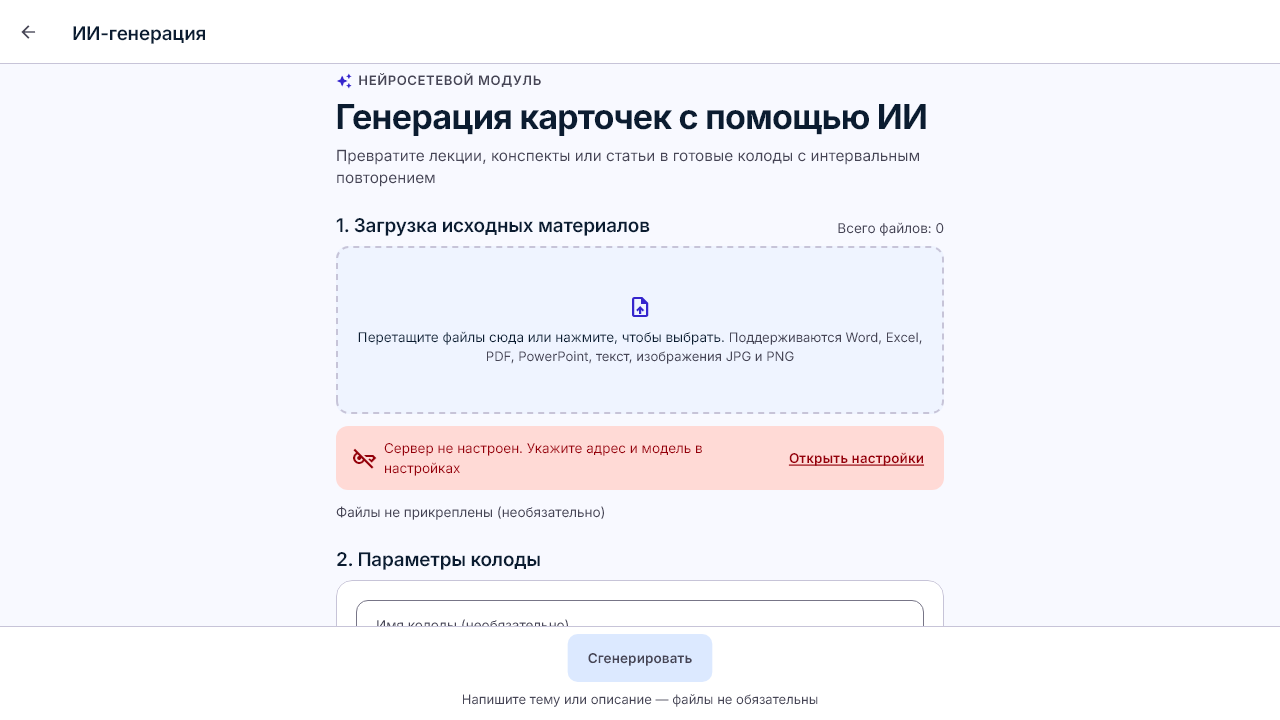 ИИ-генерация
НЕЙРОСЕТЕВОЙ МОДУЛЬ
Генерация карточек с помощью ИИ
Превратите лекции, конспекты или статьи в готовые колоды с интервальным
повторением
1. Загрузка исходных материалов
Всего файлов: 0
Перетащите файлы сюда или нажмите, чтобы выбрать. Поддерживаются Word, Excel,
PDF, PowerPoint, текст, изображения JPG и PNG
Сервер не настроен. Укажите адрес и модель в
настройках
Открыть настройки
Файлы не прикреплены (необязательно)
2. Параметры колоды
Имя колоды (необязательно)
Сгенерировать
Напишите тему или описание — файлы не обязательны